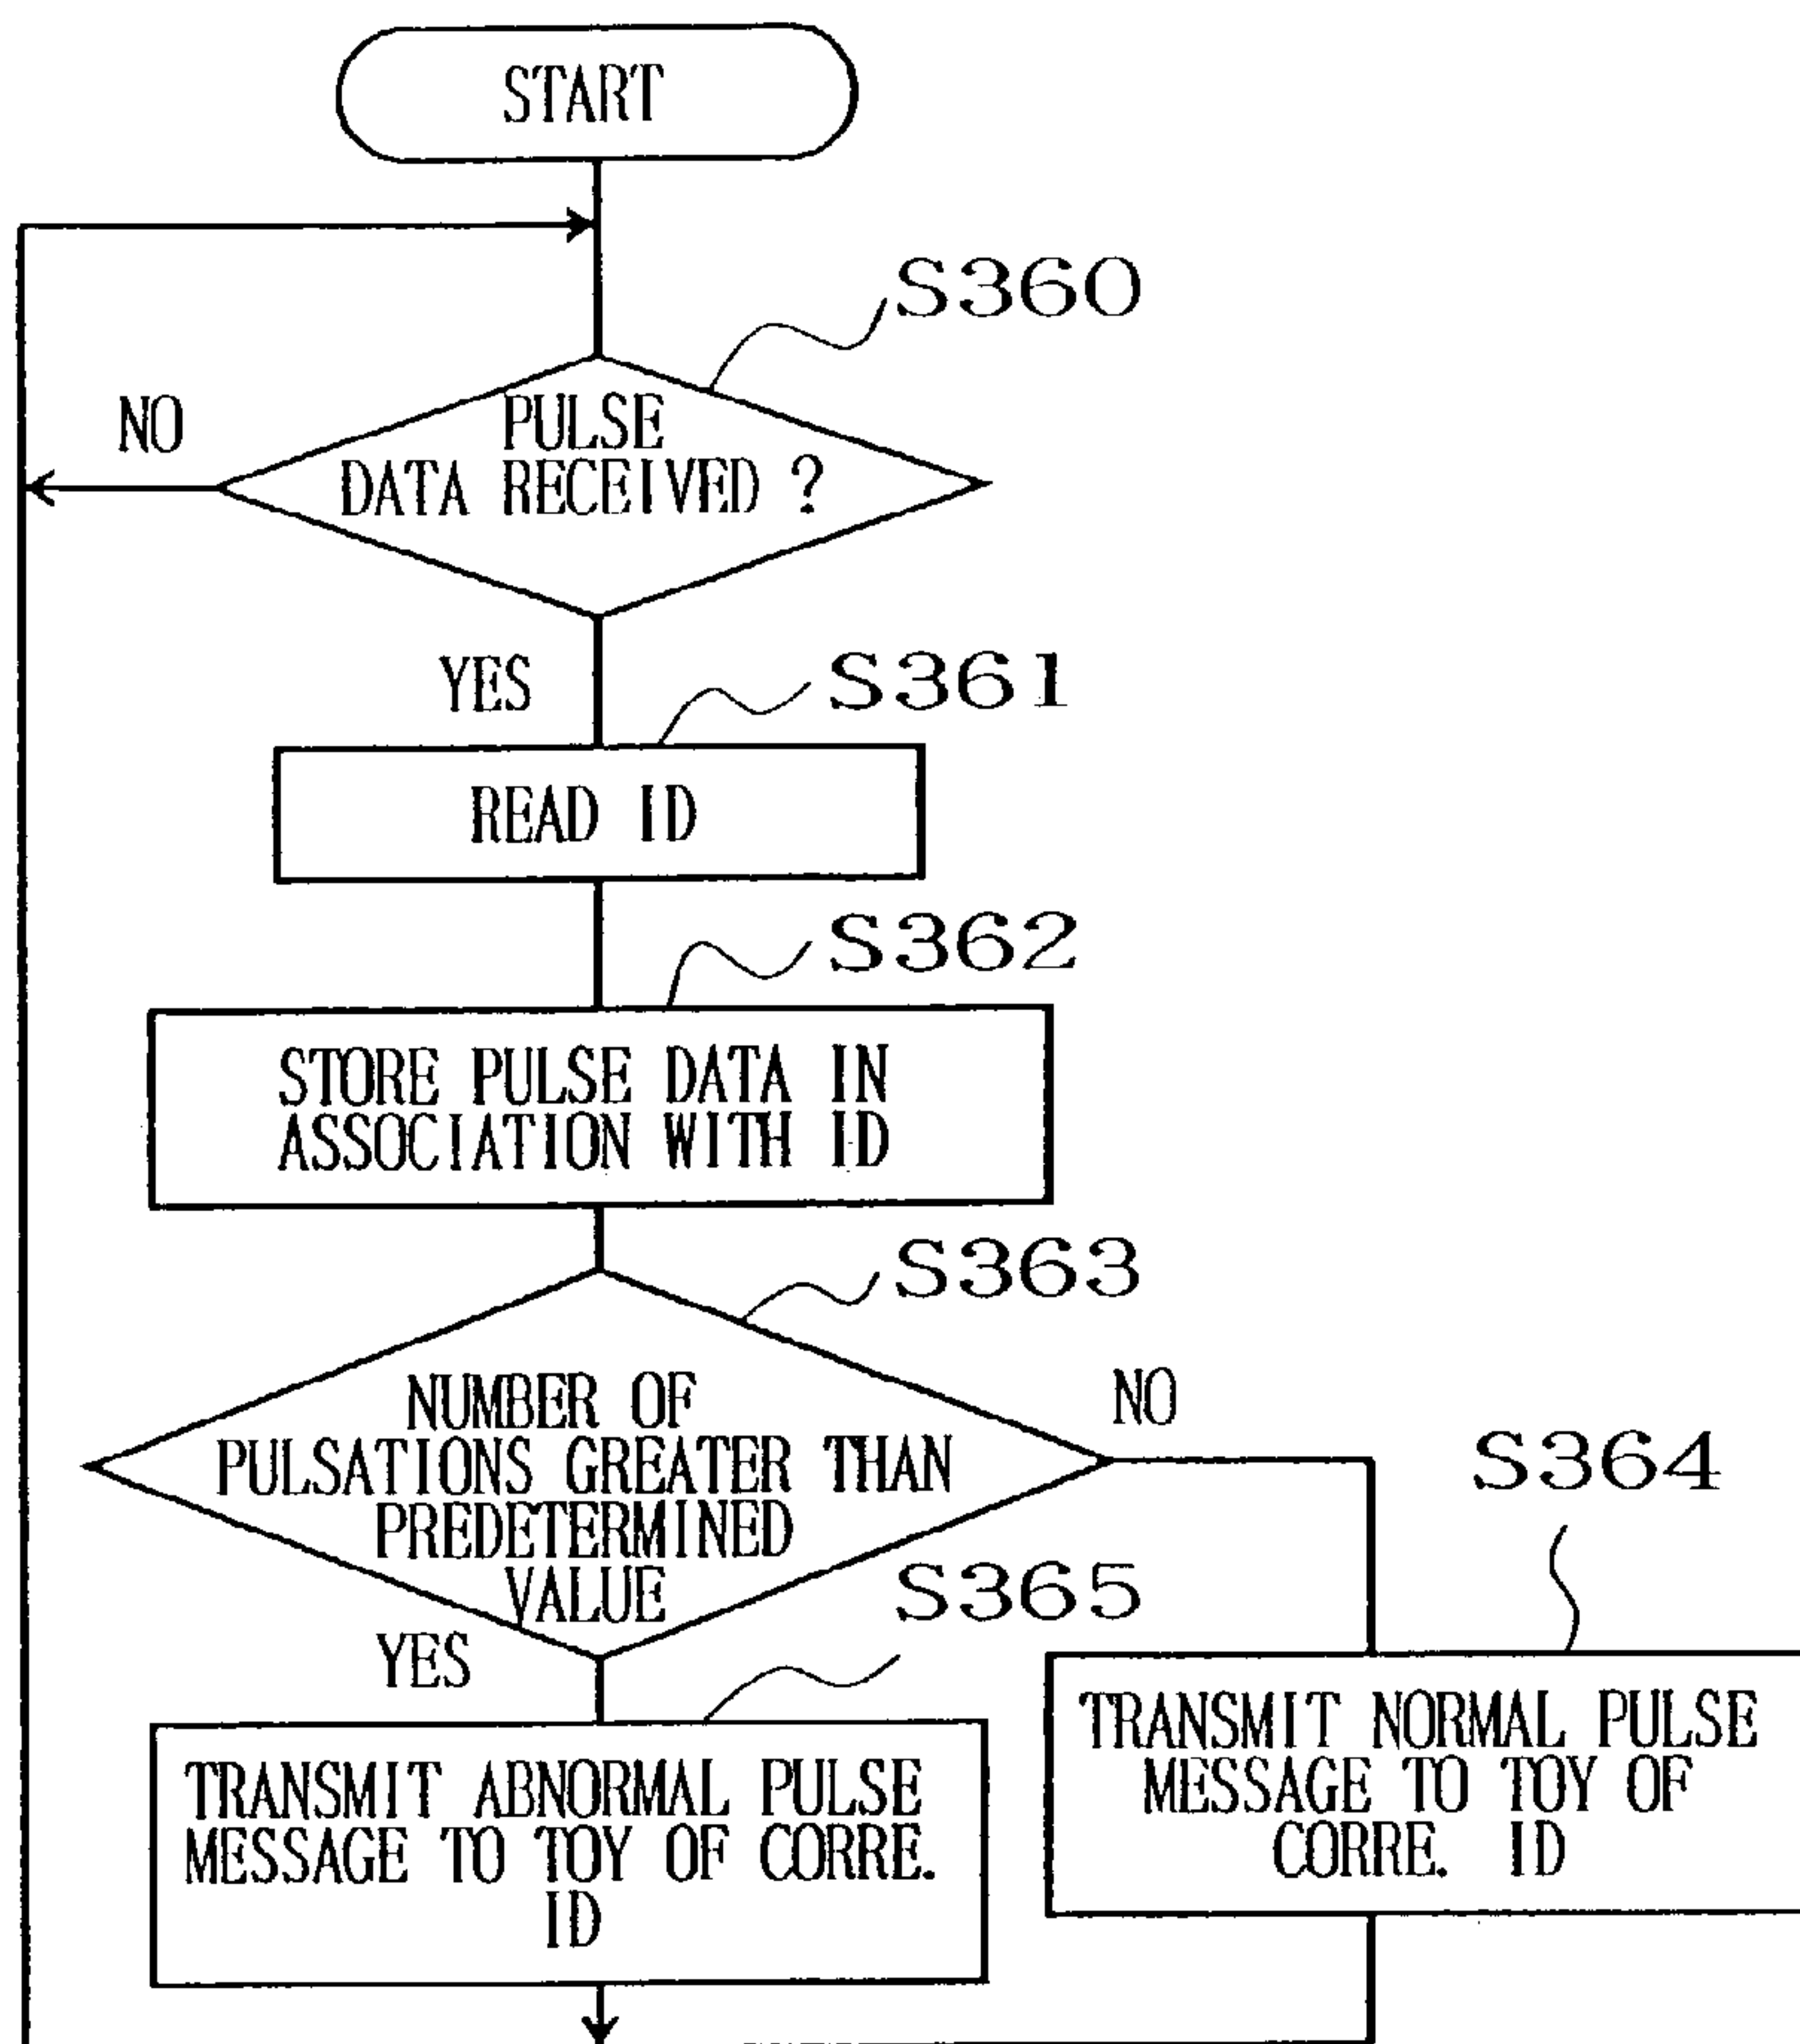 START
S360
NO
PULSE
DATA RECEIVED ?
YES
S361
READ ID
S362
STORE PULSE DATA IN
ASSOCIATION WITH ID
S363
NUMBER OF
PULSATIONS GREATER THAN
PREDETERMINED
VALUE
NO
S364
S365
YES
TRANSMIT NORMAL PULSE
MESSAGE TO TOY OF
CORRE. ID
TRANSMIT ABNORMAL PULSE
MESSAGE TO TOY OF CORRE.
ID